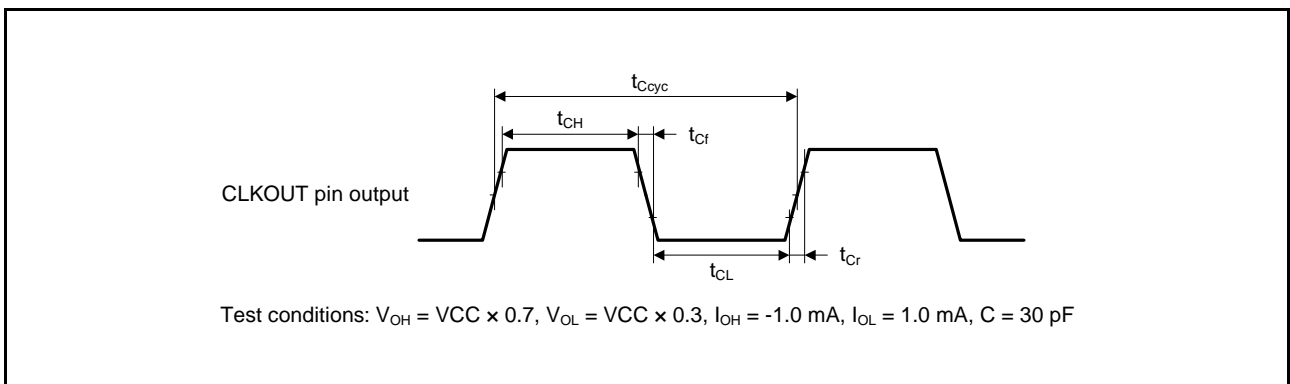 tCcyc
tCH
tCf
CLKOUT pin output
tCL
tCr
Test conditions: VOH = VCC × 0.7, VOL = VCC × 0.3, IOH = -1.0 mA, IOL = 1.0 mA, C = 30 pF